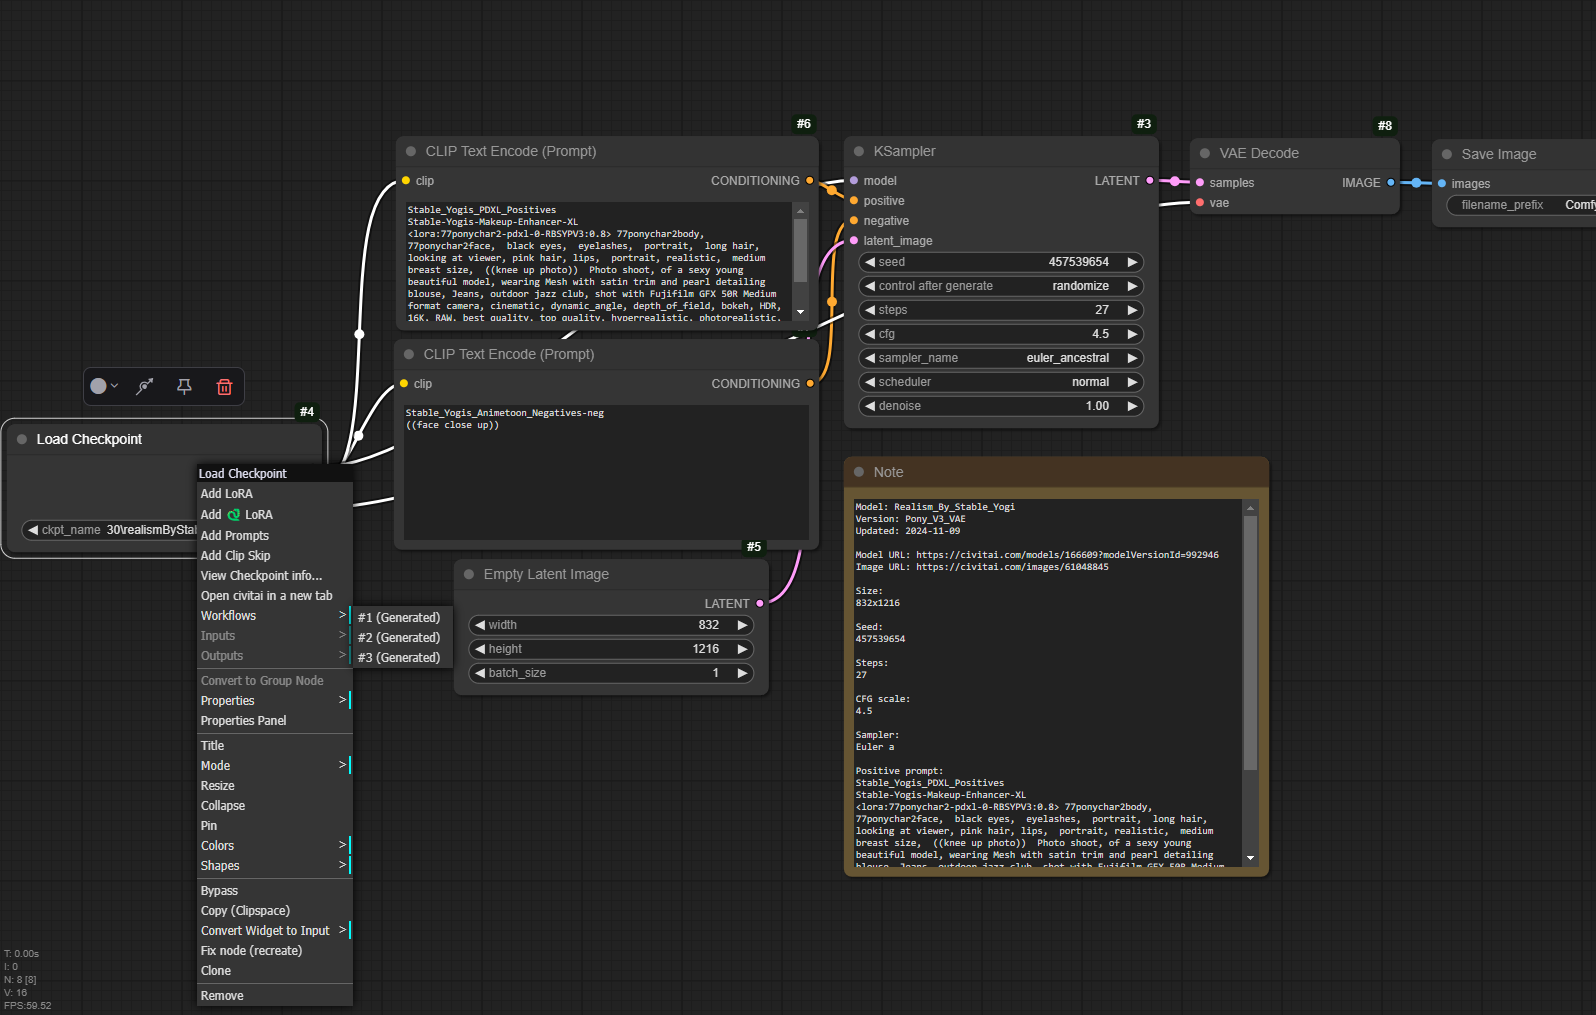 #6
CLIP Text Encode (Prompt)
clip
CONDITIONING
Stable_Yogis_PDXL_Positives
Stable-Yogis-Makeup-Enhancer-XL
<lora:77ponychar2-pdxl-0-RBSYPV3:0.8> 77ponychar2body,
77ponychar2face, black eyes, eyelashes, portrait, long hair,
looking at viewer, pink hair, lips, portrait, realistic, medium
breast size, ((knee up photo)) Photo shoot, of a sexy young
beautiful model, wearing Mesh with satin trim and pearl detailing
blouse, Jeans, outdoor jazz club, shot with Fujifilm GFX 50R Medium
format camera, cinematic, dynamic_angle, depth_of_field, bokeh, HDR,
16K, RAW, best quality, top quality, hyperrealistic, photorealistic,
CLIP Text Encode (Prompt)
clip
CONDITIONING
Stable_Yogis_Animetoon_Negatives-neg
((face close up))
#3
KSampler
model
LATENT
positive
negative
latent_image
seed 457539654
control after generate randomize
steps 27
cfg 4.5
sampler_name euler_ancestral
scheduler normal
denoise 1.00
#8
VAE Decode
samples
IMAGE
vae
Save Image
images
filename_prefix Comfy
#4
Load Checkpoint
ckpt_name 30\realismBySta
Load Checkpoint
Add LoRA
Add LoRA
Add Prompts
Add Clip Skip
View Checkpoint info...
Open civitai in a new tab
Workflows >
Inputs >
Outputs >
Convert to Group Node
Properties >
Properties Panel
Title
Mode >
Resize
Collapse
Pin
Colors >
Shapes >
Bypass
Copy (Clipspace)
Convert Widget to Input >
Fix node (recreate)
Clone
Remove
#1 (Generated)
#2 (Generated)
#3 (Generated)
#5
Empty Latent Image
LATENT
width 832
height 1216
batch_size 1
Note
Model: Realism_By_Stable_Yogi
Version: Pony_V3_VAE
Updated: 2024-11-09
Model URL: https://civitai.com/models/166609?modelVersionId=992946
Image URL: https://civitai.com/images/61048845
Size:
832x1216
Seed:
457539654
Steps:
27
CFG scale:
4.5
Sampler:
Euler a
Positive prompt:
Stable_Yogis_PDXL_Positives
Stable-Yogis-Makeup-Enhancer-XL
<lora:77ponychar2-pdxl-0-RBSYPV3:0.8> 77ponychar2body,
77ponychar2face, black eyes, eyelashes, portrait, long hair,
looking at viewer, pink hair, lips, portrait, realistic, medium
breast size, ((knee up photo)) Photo shoot, of a sexy young
beautiful model, wearing Mesh with satin trim and pearl detailing
blouse, Jeans, outdoor jazz club, shot with Fujifilm GFX 50R Medium
T: 0.00s
I: 0
N: 8 [8]
V: 16
FPS:59.52